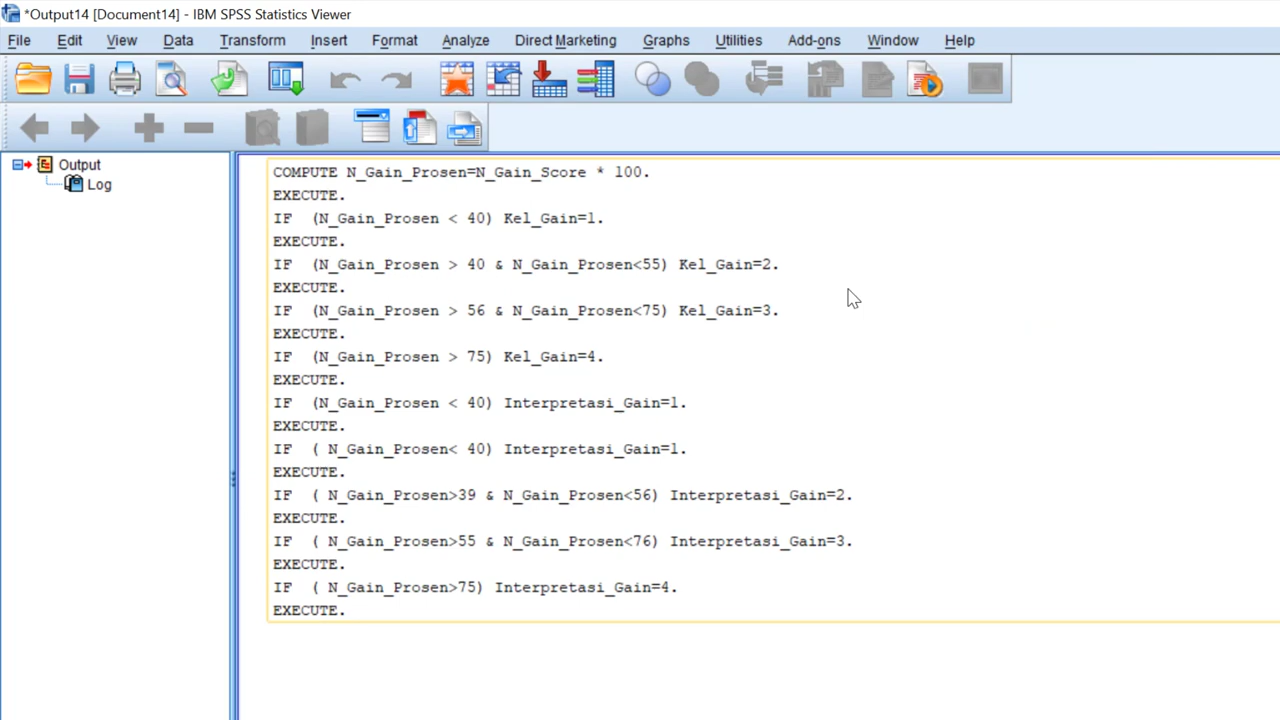 *Output14 [Document14] - IBM SPSS Statistics Viewer
File Edit View Data Transform Insert Format Analyze Direct Marketing Graphs Utilities Add-ons Window Help
Output
Log
COMPUTE N_Gain_Prosen=N_Gain_Score * 100.
EXECUTE.
IF  (N_Gain_Prosen < 40) Kel_Gain=1.
EXECUTE.
IF  (N_Gain_Prosen > 40 & N_Gain_Prosen<55) Kel_Gain=2.
EXECUTE.
IF  (N_Gain_Prosen > 56 & N_Gain_Prosen<75) Kel_Gain=3.
EXECUTE.
IF  (N_Gain_Prosen > 75) Kel_Gain=4.
EXECUTE.
IF  (N_Gain_Prosen < 40) Interpretasi_Gain=1.
EXECUTE.
IF  ( N_Gain_Prosen< 40) Interpretasi_Gain=1.
EXECUTE.
IF  ( N_Gain_Prosen>39 & N_Gain_Prosen<56) Interpretasi_Gain=2.
EXECUTE.
IF  ( N_Gain_Prosen>55 & N_Gain_Prosen<76) Interpretasi_Gain=3.
EXECUTE.
IF  ( N_Gain_Prosen>75) Interpretasi_Gain=4.
EXECUTE.